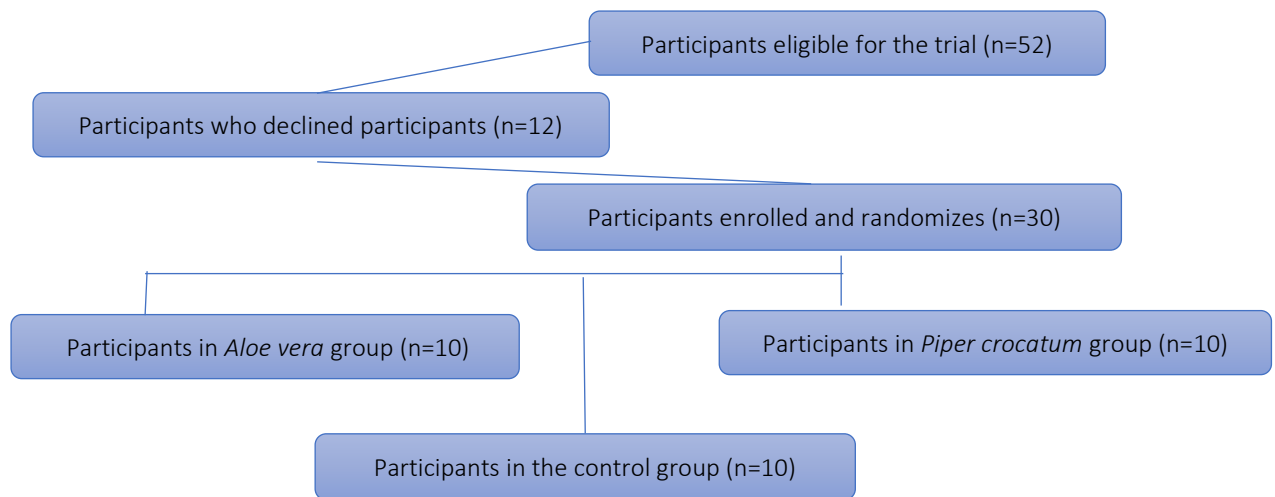 Participants eligible for the trial (n=52)
Participants who declined participants (n=12)
Participants enrolled and randomizes (n=30)
Participants in Aloe vera group (n=10)
Participants in Piper crocatum group (n=10)
Participants in the control group (n=10)